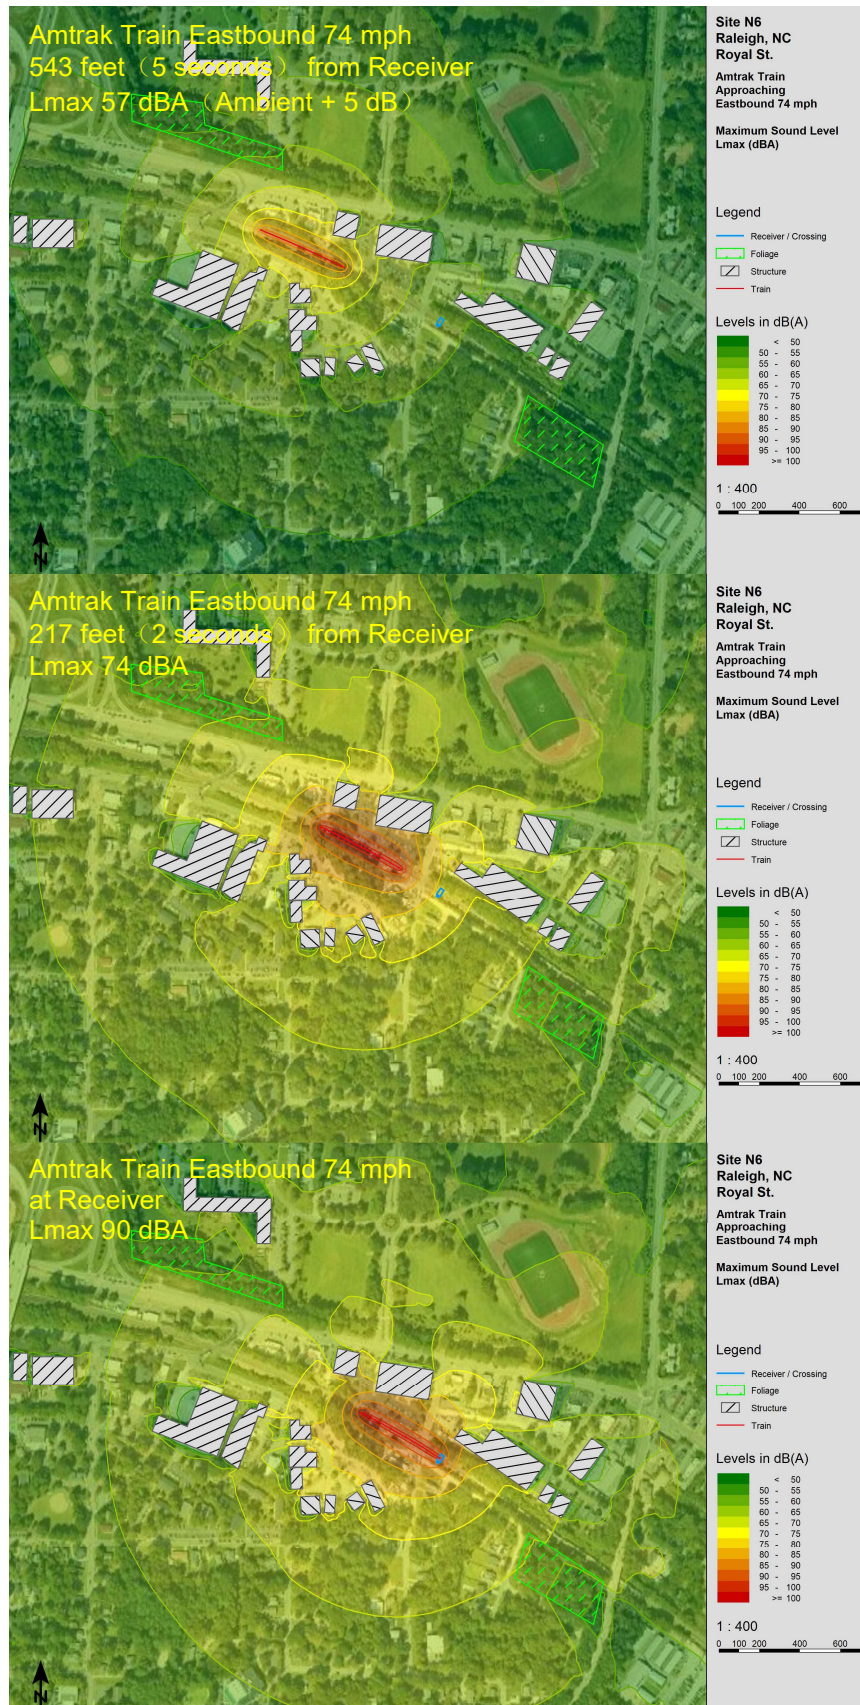 Amtrak Train Eastbound 74 mph
543 feet（5 seconds） from Receiver
Lmax 57 dBA（Ambient + 5 dB）
Site N6
Raleigh, NC
Royal St.
Amtrak Train
Approaching
Eastbound 74 mph
Maximum Sound Level
Lmax (dBA)
Legend
Receiver / Crossing
Foliage
Structure
Train
Levels in dB(A)
< 50
50 - 55
55 - 60
60 - 65
65 - 70
70 - 75
75 - 80
80 - 85
85 - 90
90 - 95
95 - 100
>= 100
1 : 400
0 100 200 400 600
N
Amtrak Train Eastbound 74 mph
217 feet（2 seconds） from Receiver
Lmax 74 dBA
Site N6
Raleigh, NC
Royal St.
Amtrak Train
Approaching
Eastbound 74 mph
Maximum Sound Level
Lmax (dBA)
Legend
Receiver / Crossing
Foliage
Structure
Train
Levels in dB(A)
< 50
50 - 55
55 - 60
60 - 65
65 - 70
70 - 75
75 - 80
80 - 85
85 - 90
90 - 95
95 - 100
>= 100
1 : 400
0 100 200 400 600
N
Amtrak Train Eastbound 74 mph
at Receiver
Lmax 90 dBA
Site N6
Raleigh, NC
Royal St.
Amtrak Train
Approaching
Eastbound 74 mph
Maximum Sound Level
Lmax (dBA)
Legend
Receiver / Crossing
Foliage
Structure
Train
Levels in dB(A)
< 50
50 - 55
55 - 60
60 - 65
65 - 70
70 - 75
75 - 80
80 - 85
85 - 90
90 - 95
95 - 100
>= 100
1 : 400
0 100 200 400 600
N